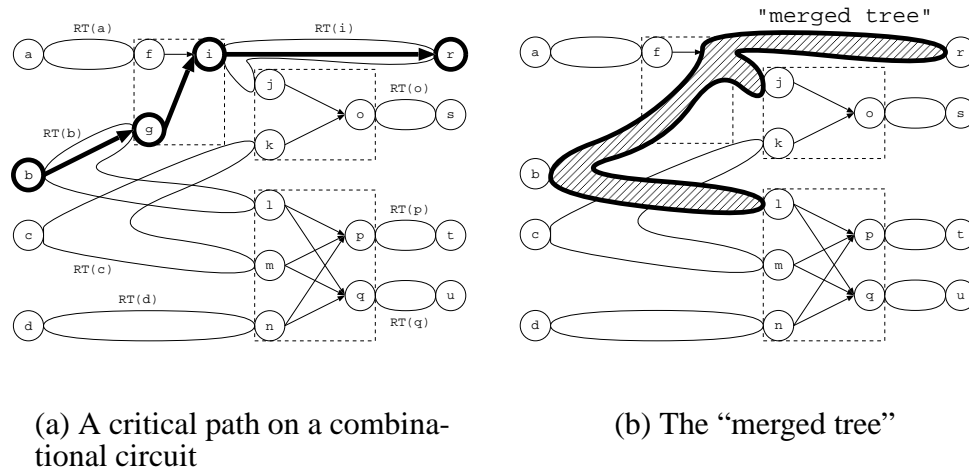 "merged tree"
RT(a) RT(i)
a f i r
j RT(o)
o s
RT(b) g
k
b
l
RT(p)
c p t
RT(c) m
RT(d) q u
d n RT(q)
a f r
j
o s
k
b
l
c p t
m
q u
d n
(a) A critical path on a combina-
tional circuit
(b) The “merged tree”